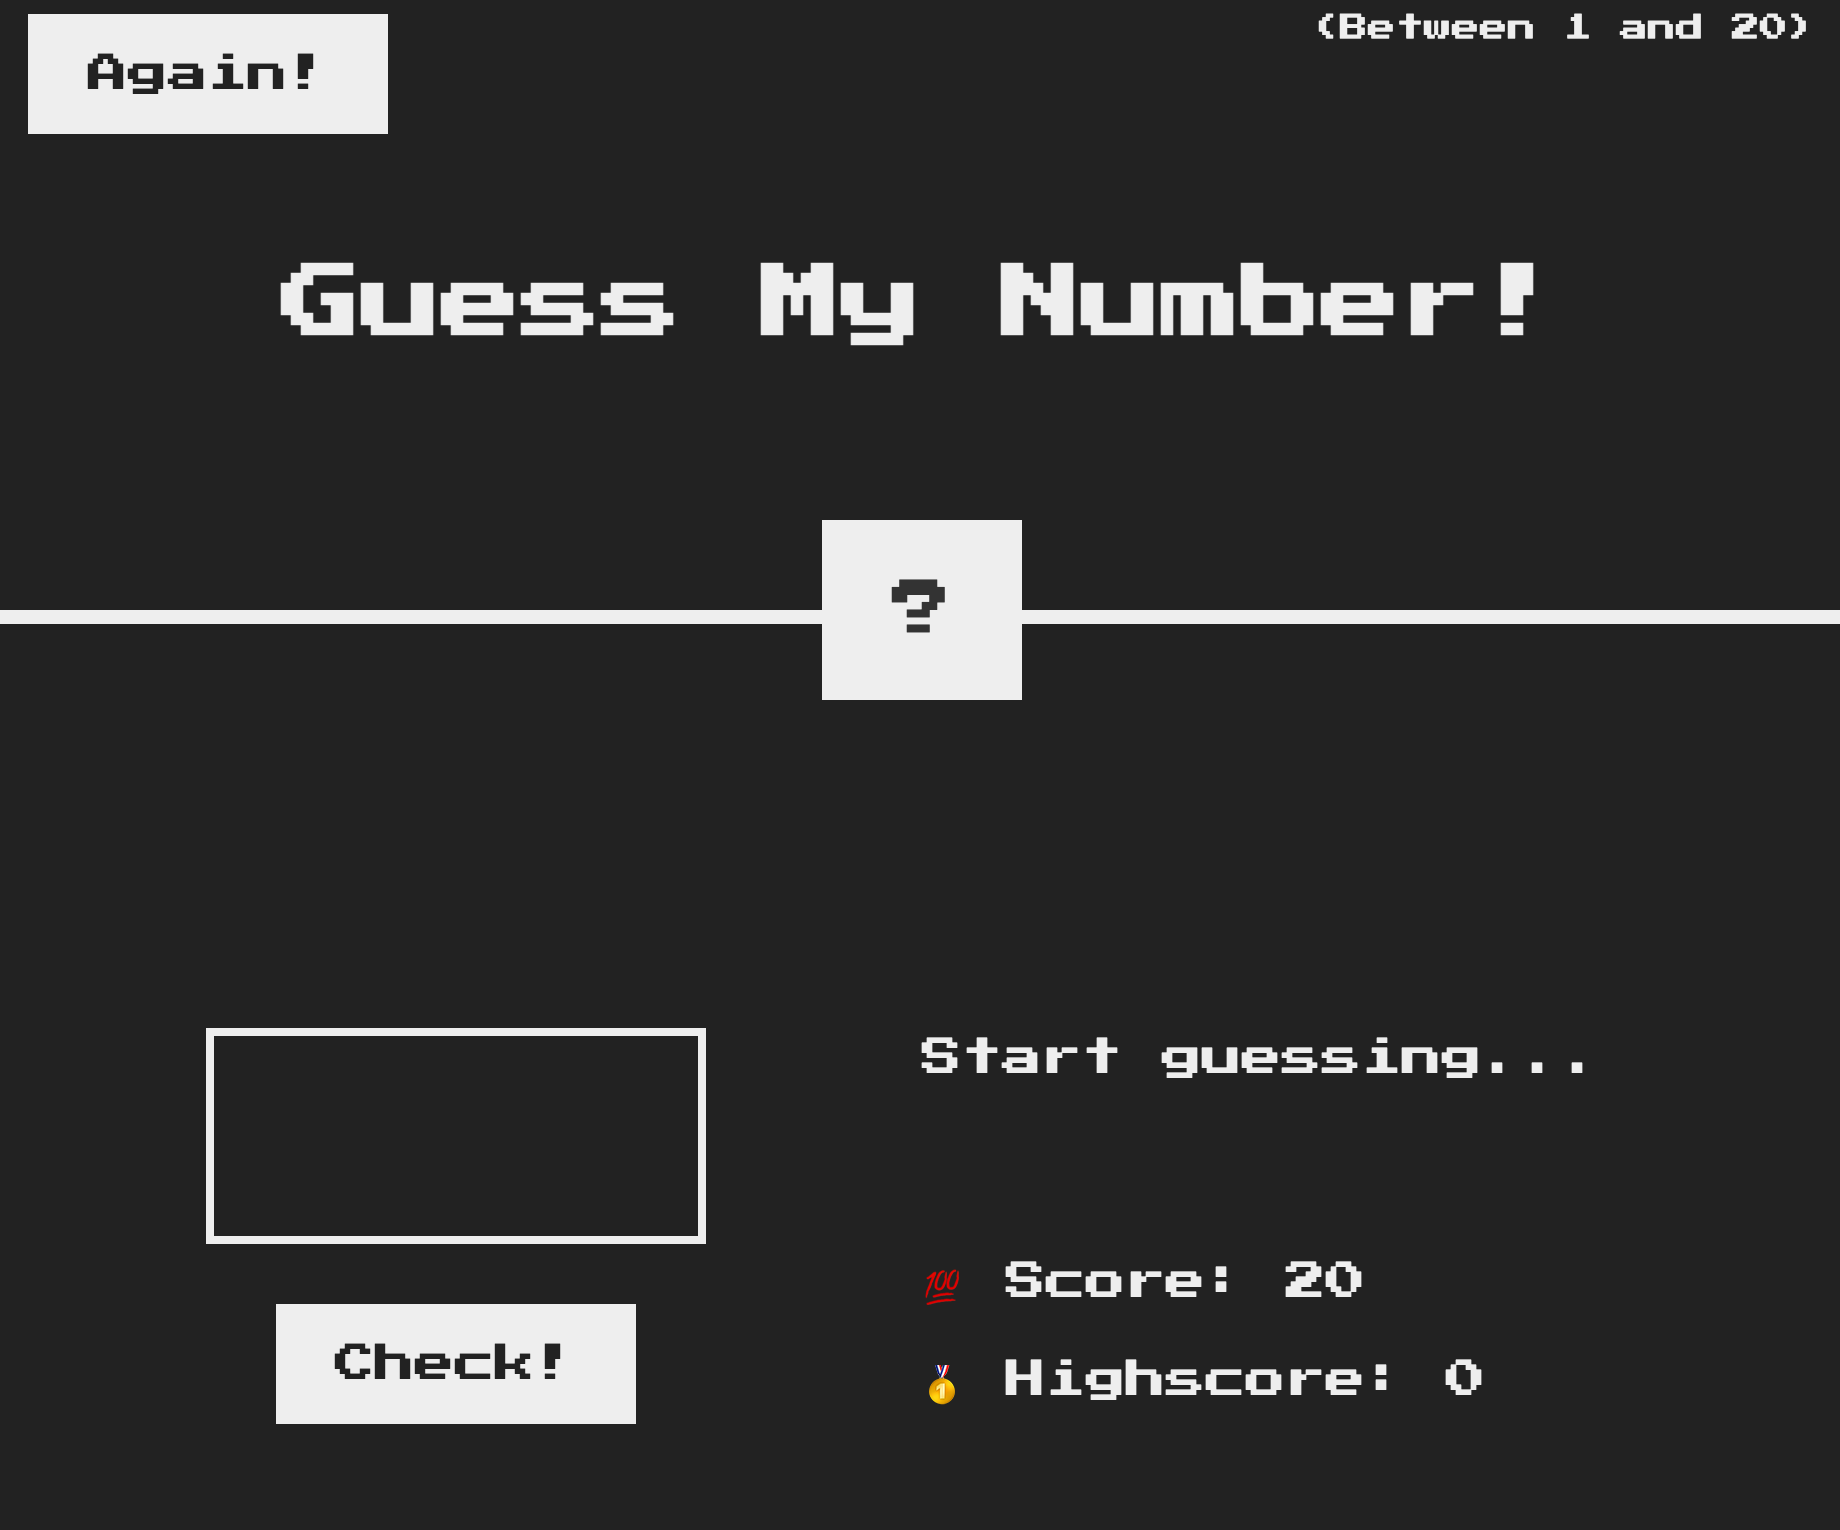 Again!
(Between 1 and 20)
Guess My Number!
?
Start guessing...
💯 Score: 20
🥇 Highscore: 0
Check!